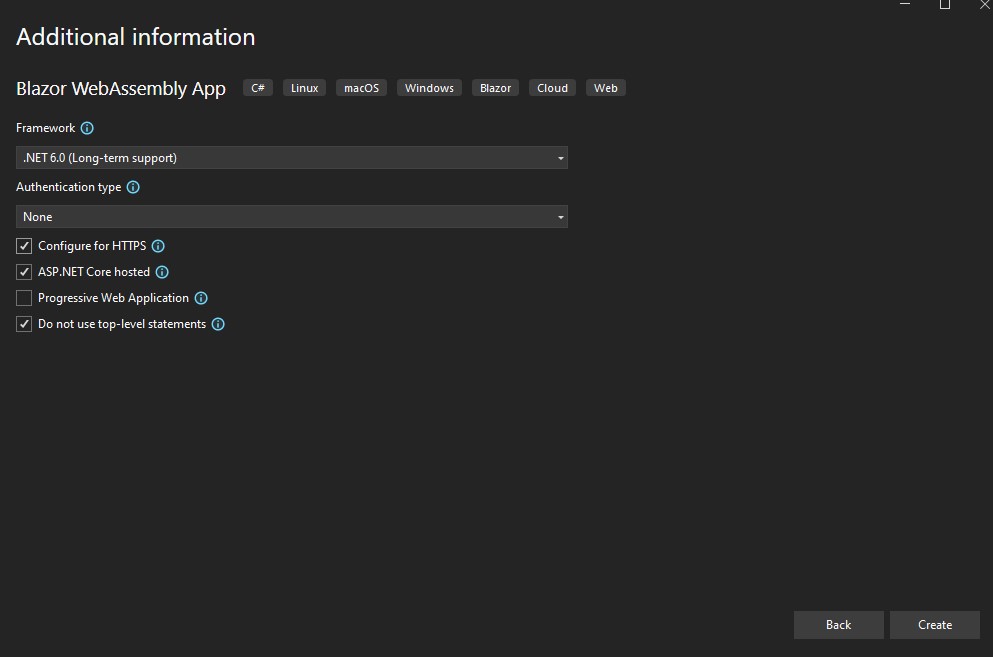 Additional information
Blazor WebAssembly App C# Linux macOS Windows Blazor Cloud Web
Framework
.NET 6.0 (Long-term support)
Authentication type
None
Configure for HTTPS
ASP.NET Core hosted
Progressive Web Application
Do not use top-level statements
Back Create